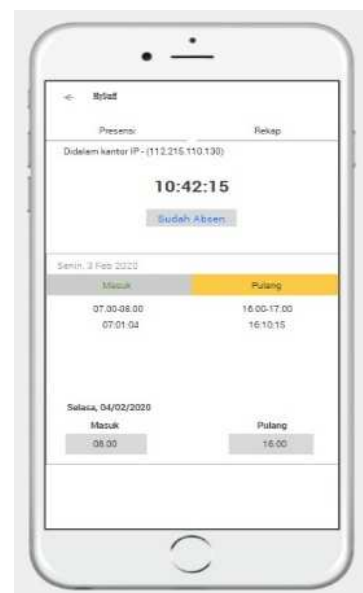 MyStaff
Presensi Rekap
Didalam kantor IP - (112.215.110.130)
10:42:15
Sudah Absen
Senin, 3 Feb 2020
Masuk Pulang
07.00-08.00 16.00-17.00
07:01:04 16:10:15
Selasa, 04/02/2020
Masuk Pulang
08.00 16.00